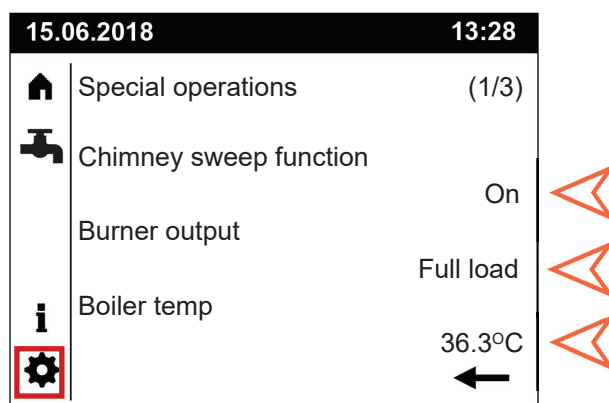 15.06.2018 13:28
Special operations (1/3)
Chimney sweep function
On
Burner output
Full load
Boiler temp
36.3°C